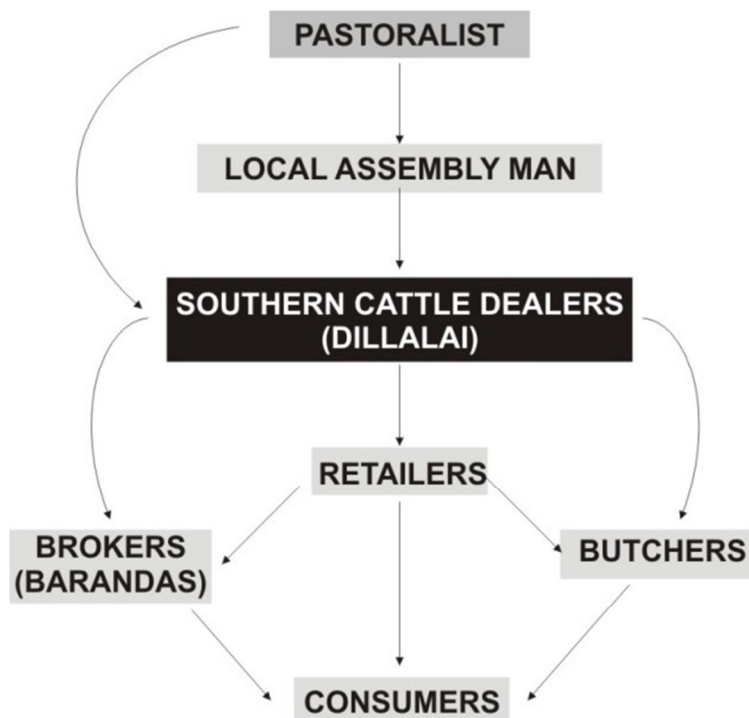 PASTORALIST
LOCAL ASSEMBLY MAN
SOUTHERN CATTLE DEALERS
(DILLALAI)
RETAILERS
BROKERS
(BARANDAS)
BUTCHERS
CONSUMERS